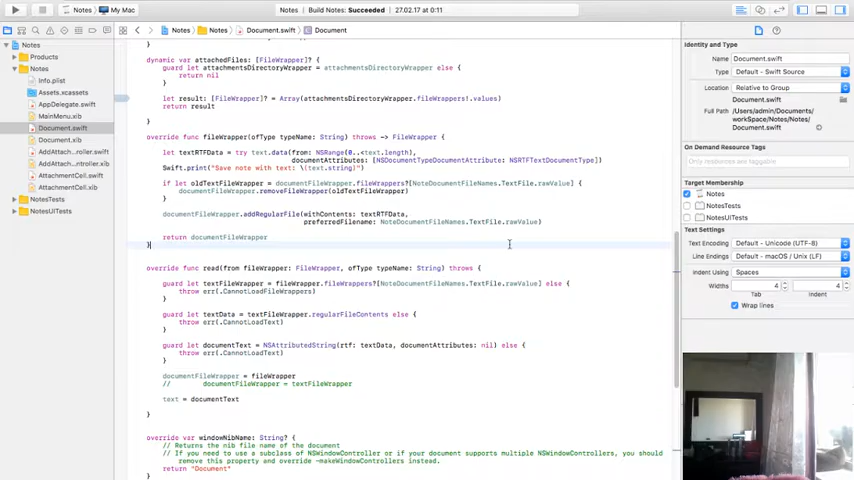 Notes
My Mac
Notes | Build Notes: Succeeded
27.02.17 at 0:11
Notes
Notes
Document.swift
Document
Notes
Products
Notes
Info.plist
Assets.xcassets
AppDelegate.swift
MainMenu.xib
Document.swift
Document.xib
AddAttach...r.swift
AddAttach...ntroller.xib
Attachment...Cell.swift
AttachmentCell.xib
NotesTests
NotesUITests
}
dynamic var attachedFiles: [FileWrapper]? {
guard let attachmentsDirectoryWrapper = attachmentsDirectoryWrapper else {
return nil
}
let result: [FileWrapper]? = Array(attachmentsDirectoryWrapper.fileWrappers!.values)
return result
}
override func fileWrapper(ofType typeName: String) throws -> FileWrapper {
let textRTFData = try text.data(from: NSRange(0..<text.length),
documentAttributes: [NSDocumentTypeDocumentAttribute: NSRTFTextDocumentType])
Swift.print("Save note with text: \(text.string)")
if let oldTextFileWrapper = documentFileWrapper.fileWrappers?[NoteDocumentFileNames.TextFile.rawValue] {
documentFileWrapper.removeFileWrapper(oldTextFileWrapper)
}
documentFileWrapper.addRegularFile(withContents: textRTFData,
preferredFilename: NoteDocumentFileNames.TextFile.rawValue)
return documentFileWrapper
}
override func read(from fileWrapper: FileWrapper, ofType typeName: String) throws {
guard let textFileWrapper = fileWrapper.fileWrappers?[NoteDocumentFileNames.TextFile.rawValue] else {
throw err(.CannotLoadFileWrappers)
}
guard let textData = textFileWrapper.regularFileContents else {
throw err(.CannotLoadText)
}
guard let documentText = NSAttributedString(rtf: textData, documentAttributes: nil) else {
throw err(.CannotLoadText)
}
documentFileWrapper = fileWrapper
// documentFileWrapper = textFileWrapper
text = documentText
}
override var windowNibName: String? {
// Returns the nib file name of the document
// If you need to use a subclass of NSWindowController or if your document supports multiple NSWindowControllers, you should
remove this property and override -makeWindowControllers instead.
return "Document"
}
Identity and Type
Name Document.swift
Type Default - Swift Source
Location Relative to Group
Document.swift
Full Path /Users/admin/Documents/
workSpace/Notes/Notes/
Document.swift
On Demand Resource Tags
Only resources are taggable
Target Membership
Notes
NotesTests
NotesUITests
Text Settings
Text Encoding Default - Unicode (UTF-8)
Line Endings Default - macOS / Unix (LF)
Indent Using Spaces
Widths 4 4
Tab Indent
Wrap lines